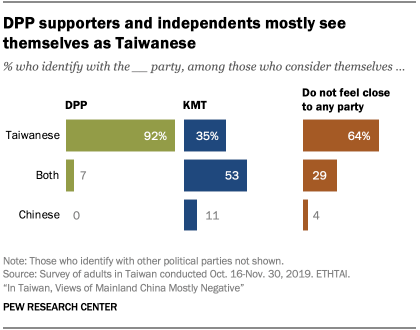 DPP supporters and independents mostly see
themselves as Taiwanese
% who identify with the __ party, among those who consider themselves ...
DPP
KMT
Do not feel close
to any party
Taiwanese 92% 35% 64%
Both 7 53 29
Chinese 0 11 4
Note: Those who identify with other political parties not shown.
Source: Survey of adults in Taiwan conducted Oct. 16-Nov. 30, 2019. ETHTAI.
“In Taiwan, Views of Mainland China Mostly Negative”
PEW RESEARCH CENTER